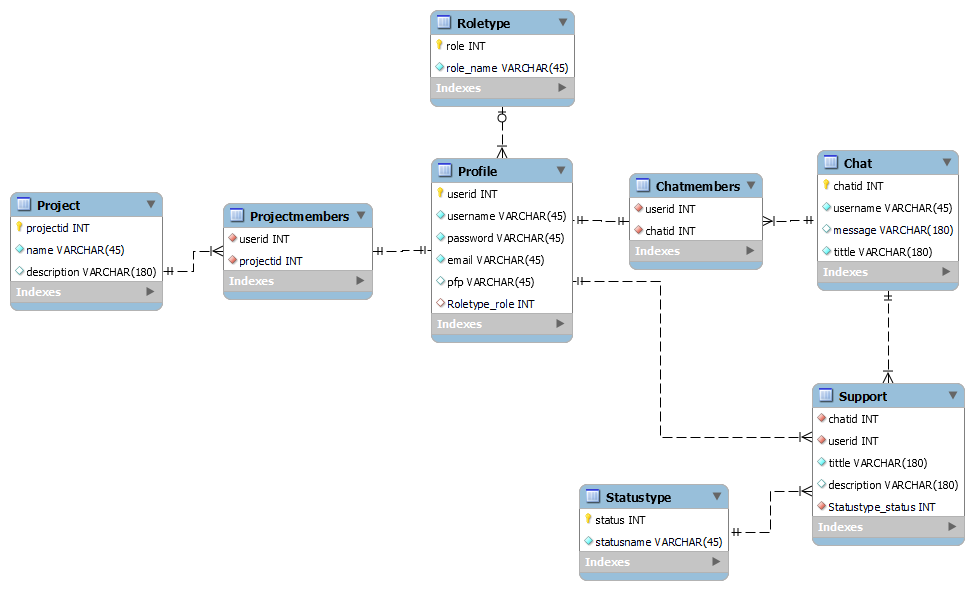 Roletype
role INT
role_name VARCHAR(45)
Indexes
Project
projectid INT
name VARCHAR(45)
description VARCHAR(180)
Indexes
Projectmembers
userid INT
projectid INT
Indexes
Profile
userid INT
username VARCHAR(45)
password VARCHAR(45)
email VARCHAR(45)
pfp VARCHAR(45)
Roletype_role INT
Indexes
Chatmembers
userid INT
chatid INT
Indexes
Chat
chatid INT
username VARCHAR(45)
message VARCHAR(180)
tittle VARCHAR(180)
Indexes
Support
chatid INT
userid INT
tittle VARCHAR(180)
description VARCHAR(180)
Statustype_status INT
Indexes
Statustype
status INT
statusname VARCHAR(45)
Indexes